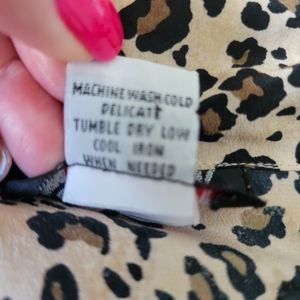 MACHINE WASH COLD
DELICATE
TUMBLE DRY LOW
COOL IRON
WHEN NEEDED